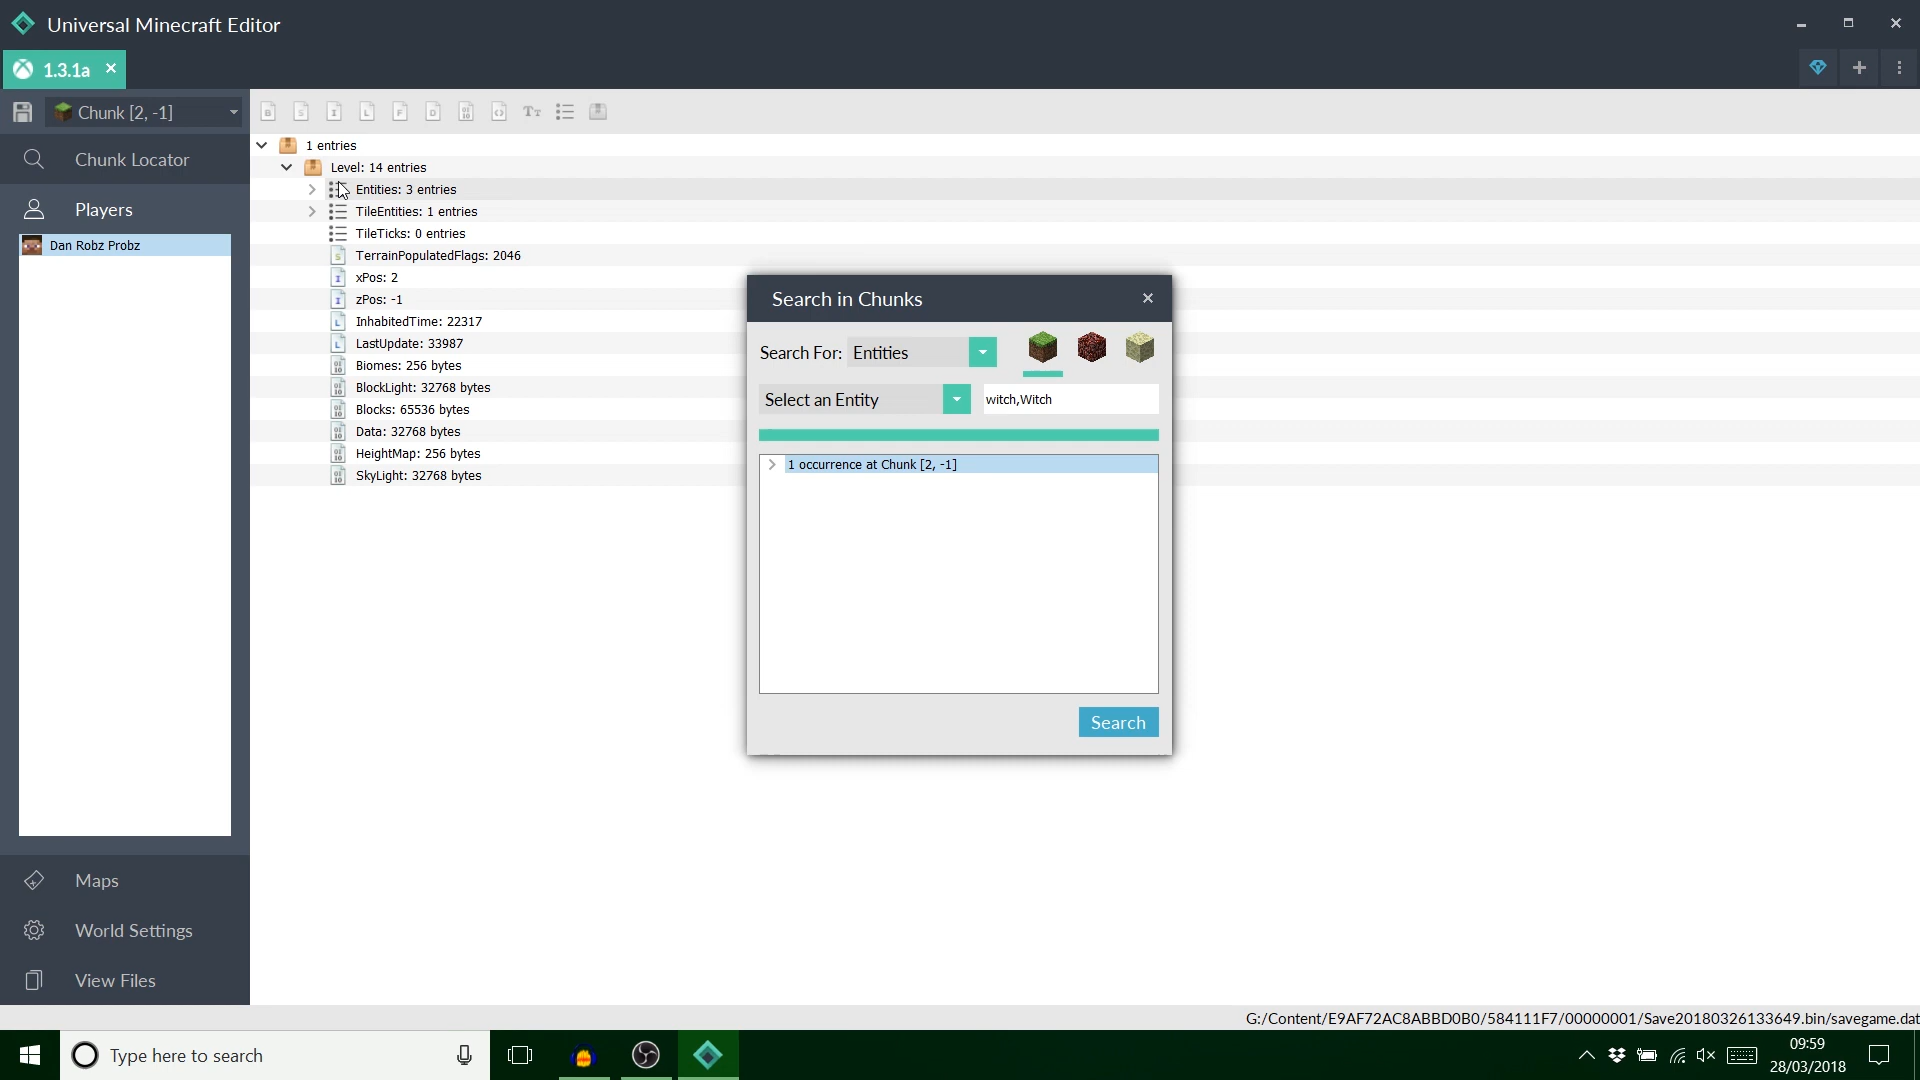 Universal Minecraft Editor
1.3.1a
Chunk [2, -1]
Chunk Locator
Players
Dan Robz Probz
Maps
World Settings
View Files
1 entries
Level: 14 entries
Entities: 3 entries
TileEntities: 1 entries
TileTicks: 0 entries
TerrainPopulatedFlags: 2046
xPos: 2
zPos: -1
InhabitedTime: 22317
LastUpdate: 33987
Biomes: 256 bytes
BlockLight: 32768 bytes
Blocks: 65536 bytes
Data: 32768 bytes
HeightMap: 256 bytes
SkyLight: 32768 bytes
Search in Chunks
Search For: Entities
Select an Entity witch,Witch
1 occurrence at Chunk [2, -1]
Search
G:/Content/E9AF72AC8ABBD0B0/584111F7/00000001/Save20180326133649.bin/savegame.dat
Type here to search
09:59
28/03/2018